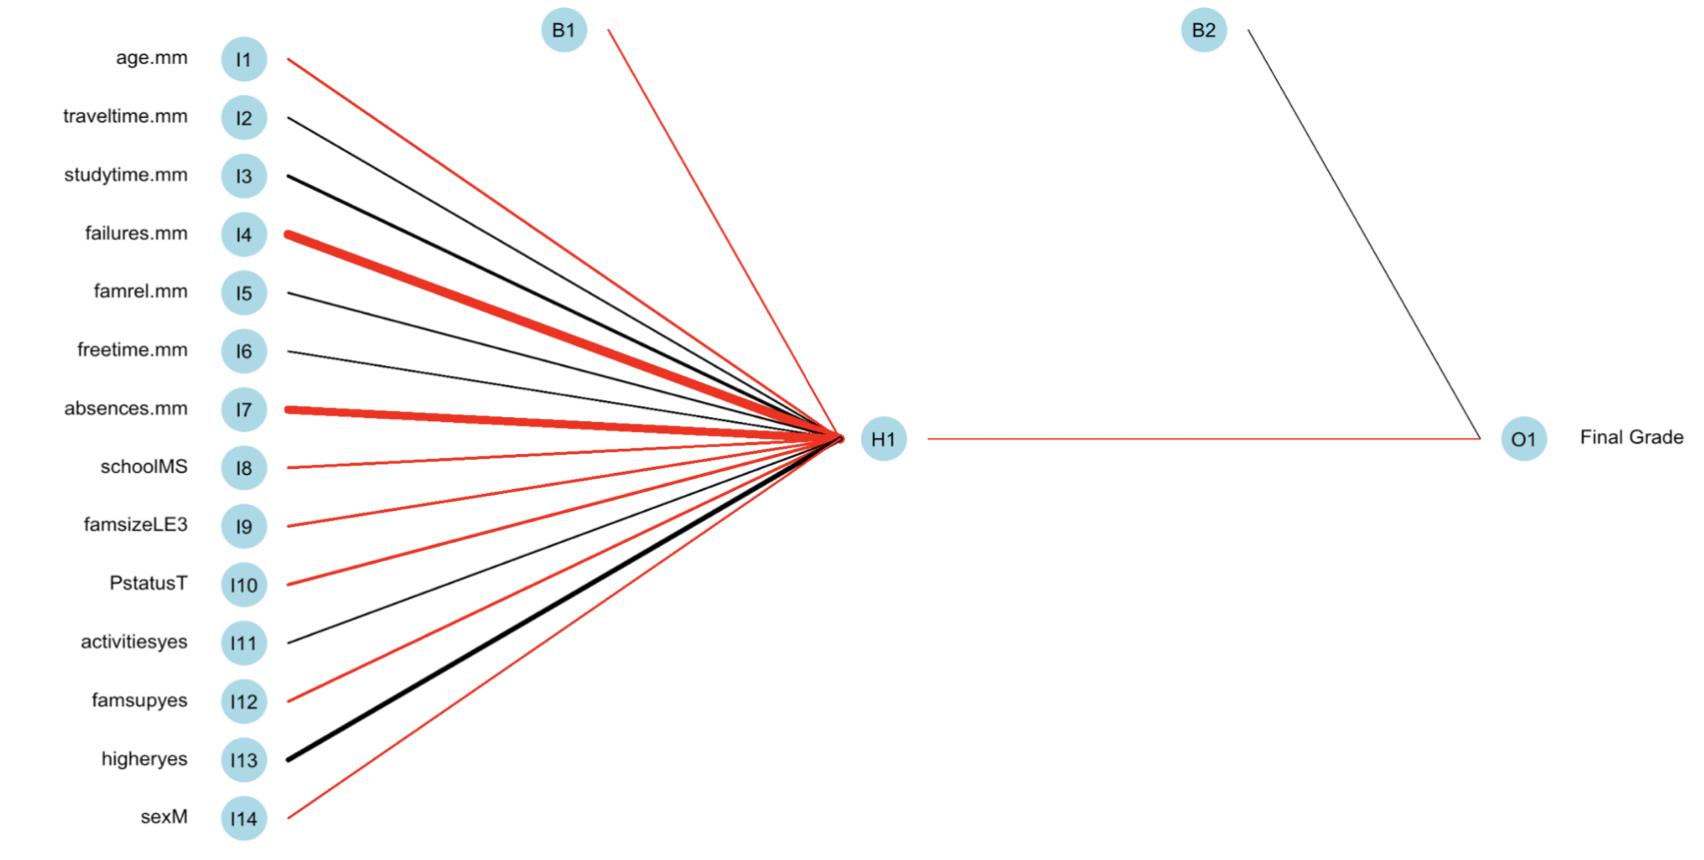 B1
B2
age.mm I1
traveltime.mm I2
studytime.mm I3
failures.mm I4
famrel.mm I5
freetime.mm I6
absences.mm I7
H1
O1 Final Grade
schoolMS I8
famsizeLE3 I9
PstatusT I10
activitiesyes I11
famsupyes I12
higheryes I13
sexM I14